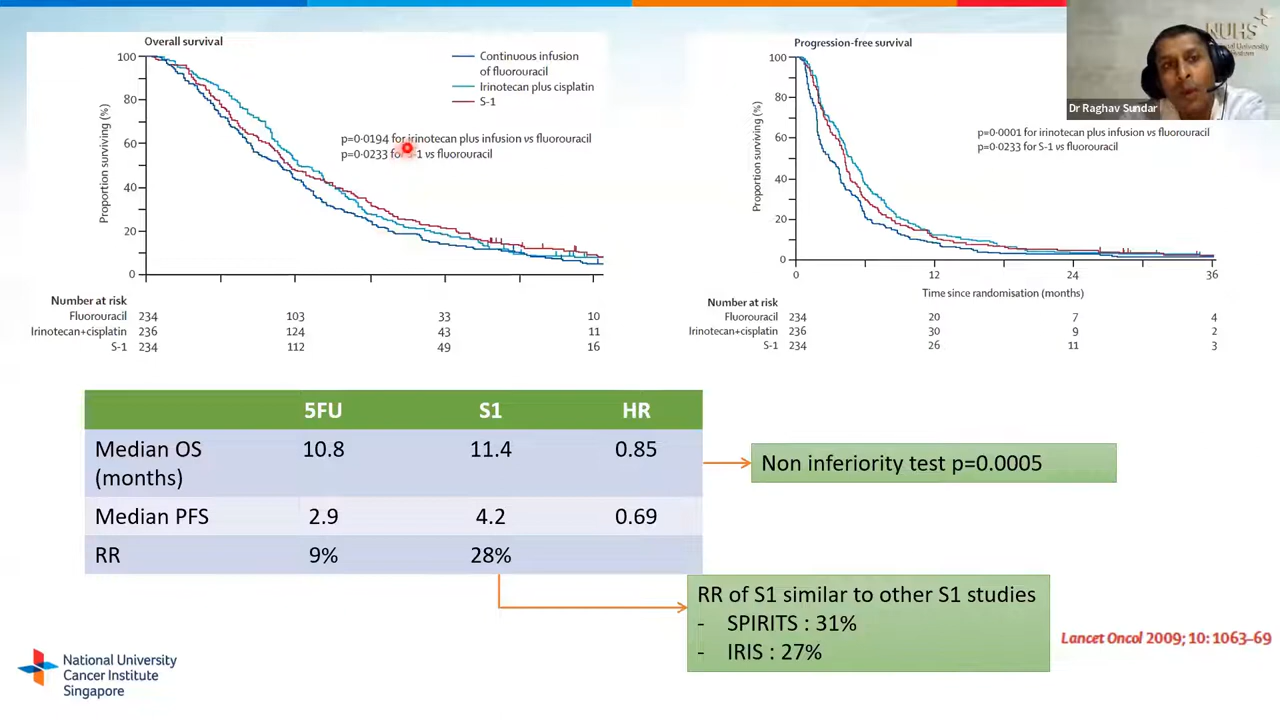 Overall survival
100
80
60
40
20
0
Proportion surviving (%)
Continuous infusion
of fluorouracil
Irinotecan plus cisplatin
S-1
p=0·0194 for irinotecan plus infusion vs fluorouracil
p=0·0233 for S-1 vs fluorouracil
Number at risk
Fluorouracil 234 103 33 10
Irinotecan+cisplatin 236 124 43 11
S-1 234 112 49 16
Progression-free survival
100
80
60
40
20
0
Proportion surviving (%)
p=0·0001 for irinotecan plus infusion vs fluorouracil
p=0·0233 for S-1 vs fluorouracil
0 12 24 36
Time since randomisation (months)
Number at risk
Fluorouracil 234 20 7 4
Irinotecan+cisplatin 236 30 9 2
S-1 234 26 11 3
NUHS
National University
Dr Raghav Sundar
5FU S1 HR
Median OS (months) 10.8 11.4 0.85
Median PFS 2.9 4.2 0.69
RR 9% 28%
Non inferiority test p=0.0005
RR of S1 similar to other S1 studies
- SPIRITS : 31%
- IRIS : 27%
Lancet Oncol 2009; 10: 1063–69
National University
Cancer Institute
Singapore